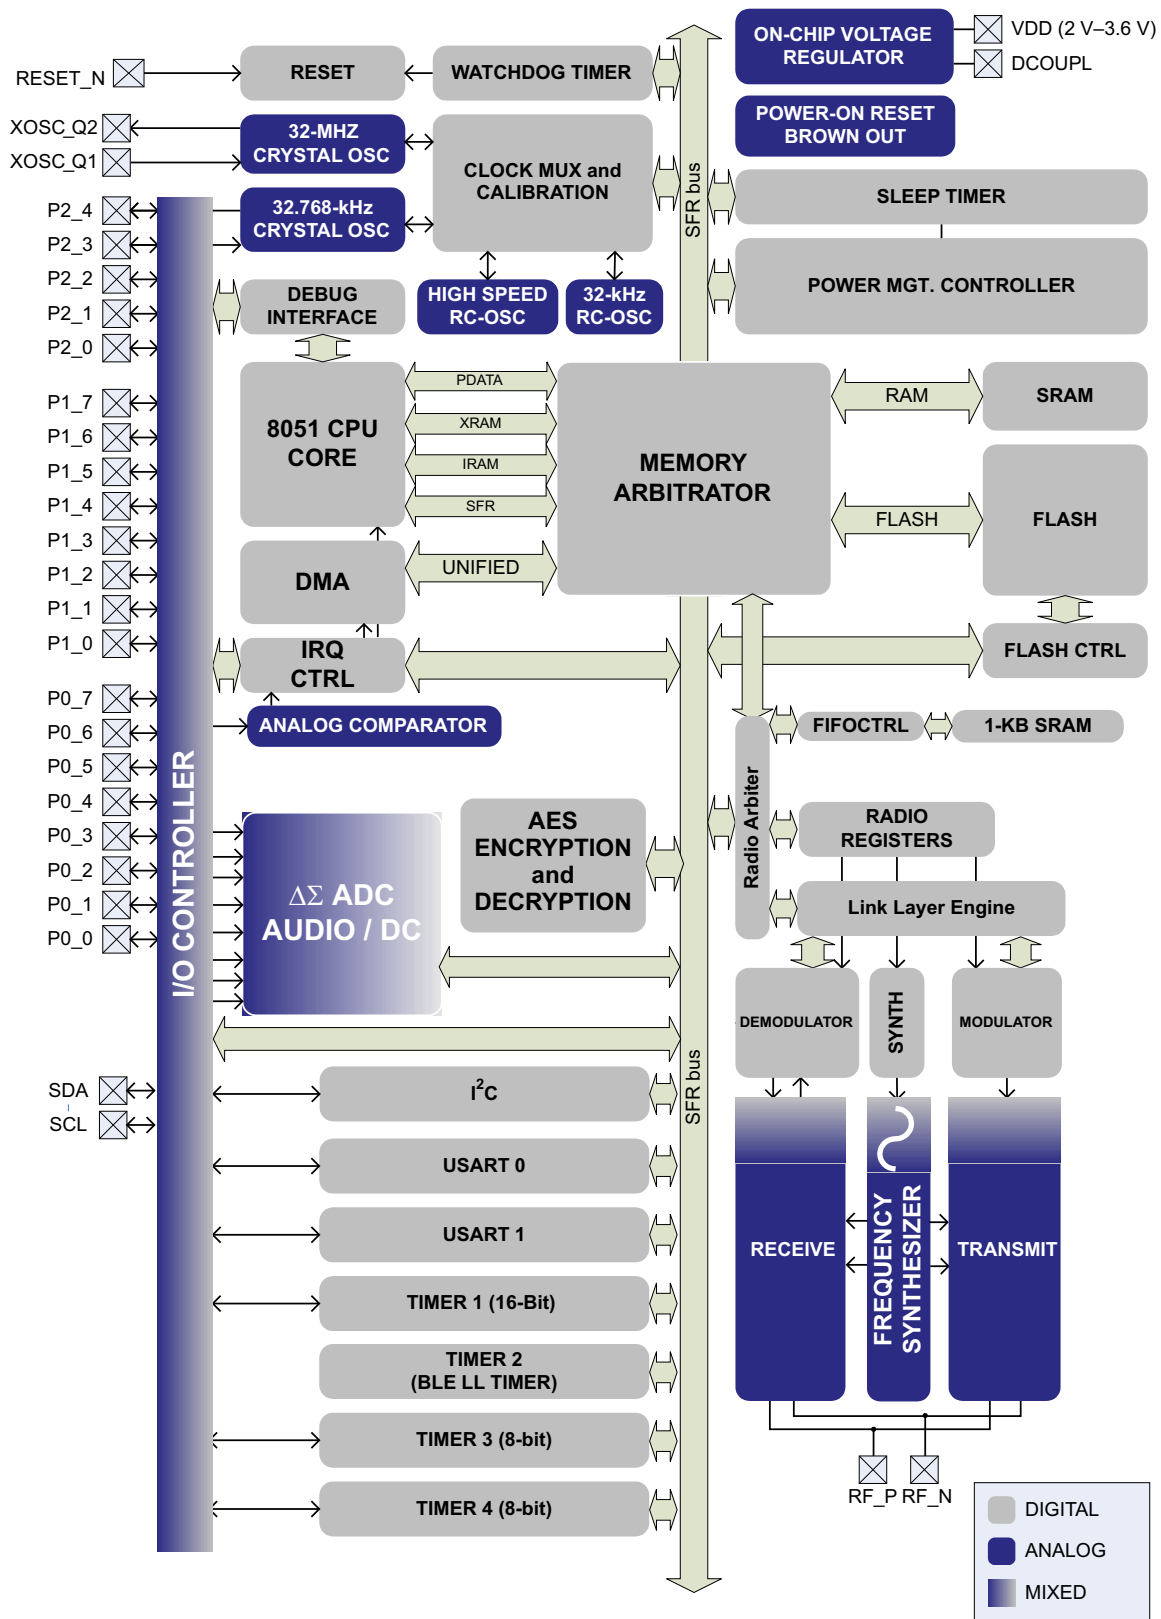 ON-CHIP VOLTAGE
REGULATOR
VDD (2 V–3.6 V)
DCOUPL
RESET_N
RESET
WATCHDOG TIMER
POWER-ON RESET
BROWN OUT
XOSC_Q2
XOSC_Q1
32-MHZ
CRYSTAL OSC
CLOCK MUX and
CALIBRATION
SFR bus
SLEEP TIMER
P2_4
P2_3
P2_2
P2_1
P2_0
32.768-kHz
CRYSTAL OSC
POWER MGT. CONTROLLER
DEBUG
INTERFACE
HIGH SPEED
RC-OSC
32-kHz
RC-OSC
P1_7
P1_6
P1_5
P1_4
P1_3
P1_2
P1_1
P1_0
8051 CPU
CORE
PDATA
XRAM
IRAM
SFR
MEMORY
ARBITRATOR
RAM
SRAM
FLASH
FLASH
DMA
UNIFIED
IRQ
CTRL
FLASH CTRL
P0_7
P0_6
P0_5
P0_4
P0_3
P0_2
P0_1
P0_0
ANALOG COMPARATOR
FIFOCTRL
1-KB SRAM
I/O CONTROLLER
Radio Arbiter
RADIO
REGISTERS
AES
ENCRYPTION
and
DECRYPTION
ΔΣ ADC
AUDIO / DC
Link Layer Engine
DEMODULATOR
SYNTH
MODULATOR
SFR bus
SDA
SCL
I²C
USART 0
USART 1
TIMER 1 (16-Bit)
TIMER 2
(BLE LL TIMER)
TIMER 3 (8-bit)
TIMER 4 (8-bit)
RECEIVE
FREQUENCY
SYNTHESIZER
TRANSMIT
RF_P
RF_N
DIGITAL
ANALOG
MIXED